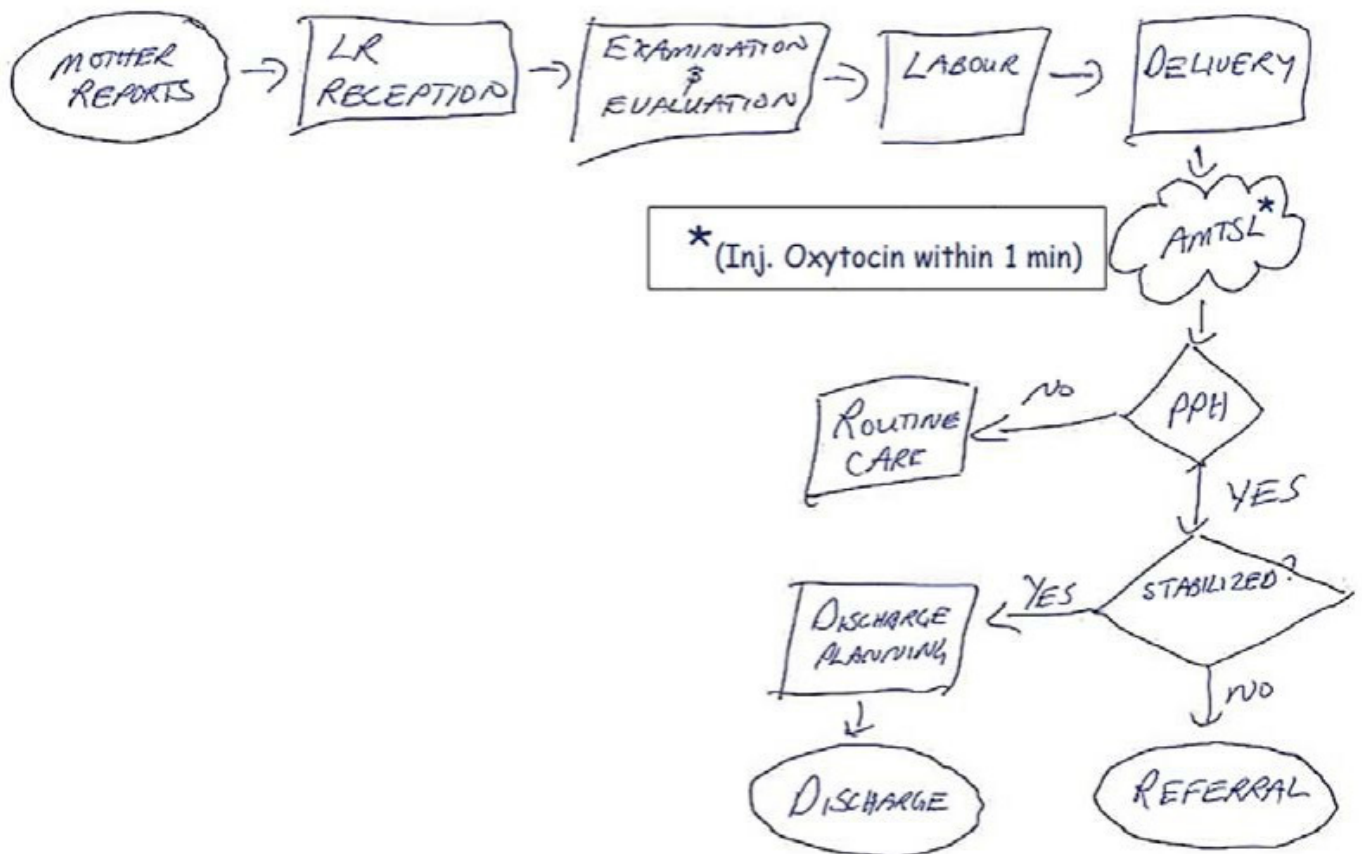 MOTHER
REPORTS
LR
RECEPTION
EXAMINATION
&
EVALUATION
LABOUR
DELIVERY
AMTSL*
*(Inj. Oxytocin within 1 min)
PPH
NO
ROUTINE
CARE
YES
STABILIZED?
YES
DISCHARGE
PLANNING
NO
DISCHARGE
REFERRAL